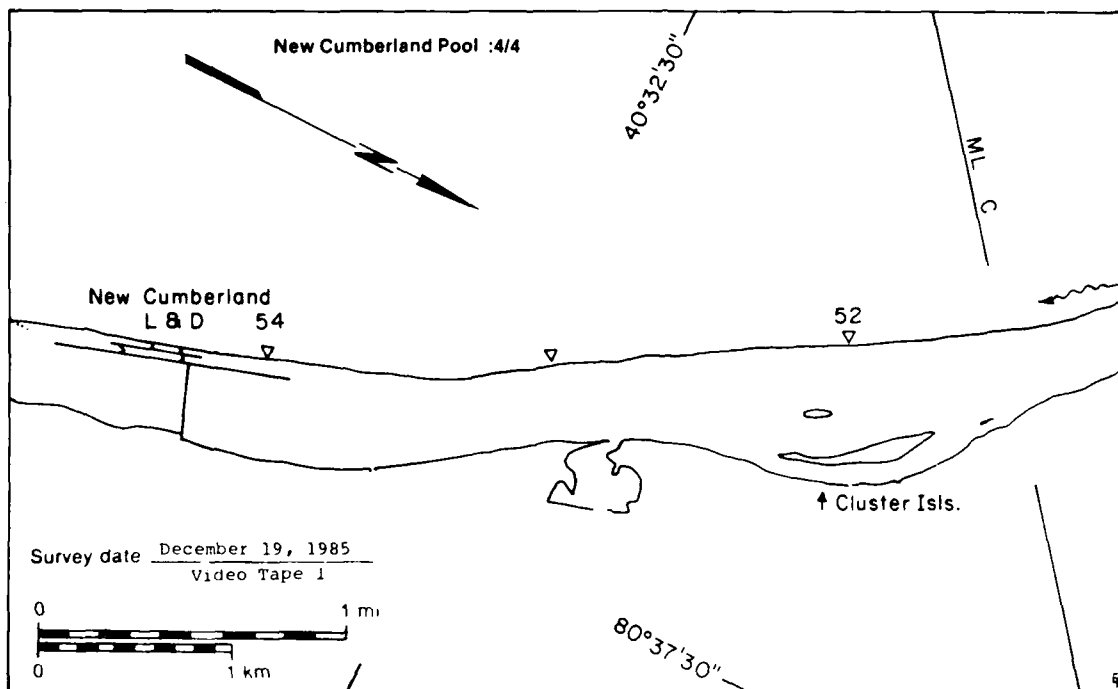 New Cumberland Pool :4/4
40°32'30"
ML C
N
New Cumberland
L & D
54
52
Cluster Isls.
Survey date December 19, 1985
Video Tape 1
0 1 mi
0 1 km
80°37'30"